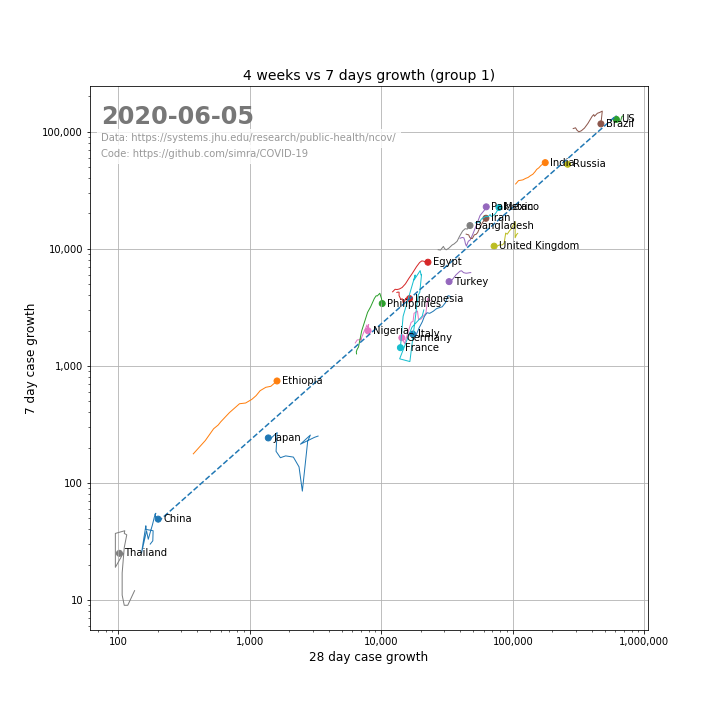 4 weeks vs 7 days growth (group 1)
2020-06-05
Data: https://systems.jhu.edu/research/public-health/ncov/
Code: https://github.com/simra/COVID-19
100,000
10,000
1,000
100
10
7 day case growth
US
Brazil
India
Russia
Pakistan
Mexico
Iran
Bangladesh
United Kingdom
Egypt
Turkey
Indonesia
Philippines
Nigeria
Italy
Germany
France
Ethiopia
Japan
China
Thailand
100
1,000
10,000
100,000
1,000,000
28 day case growth